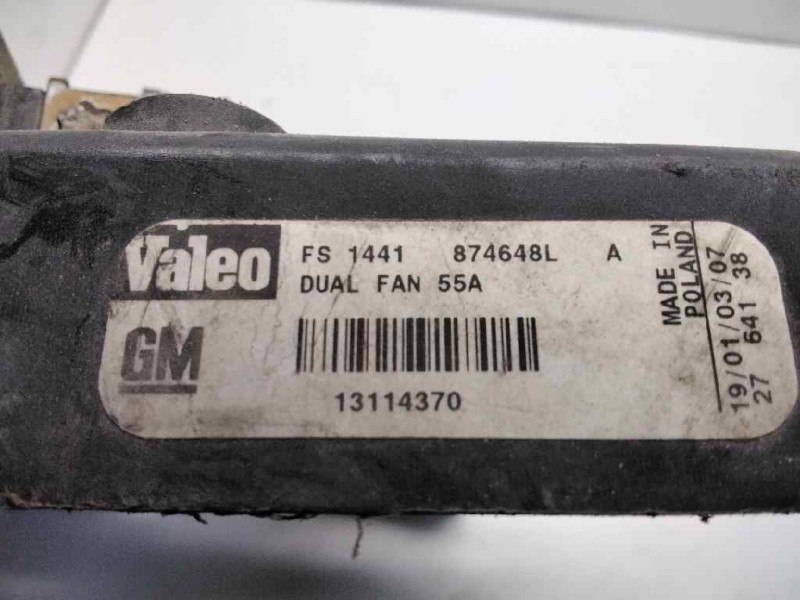 Valeo
FS 1441 874648L A
DUAL FAN 55A
GM
13114370
MADE IN
POLAND
19/01/03/07
27 641 38